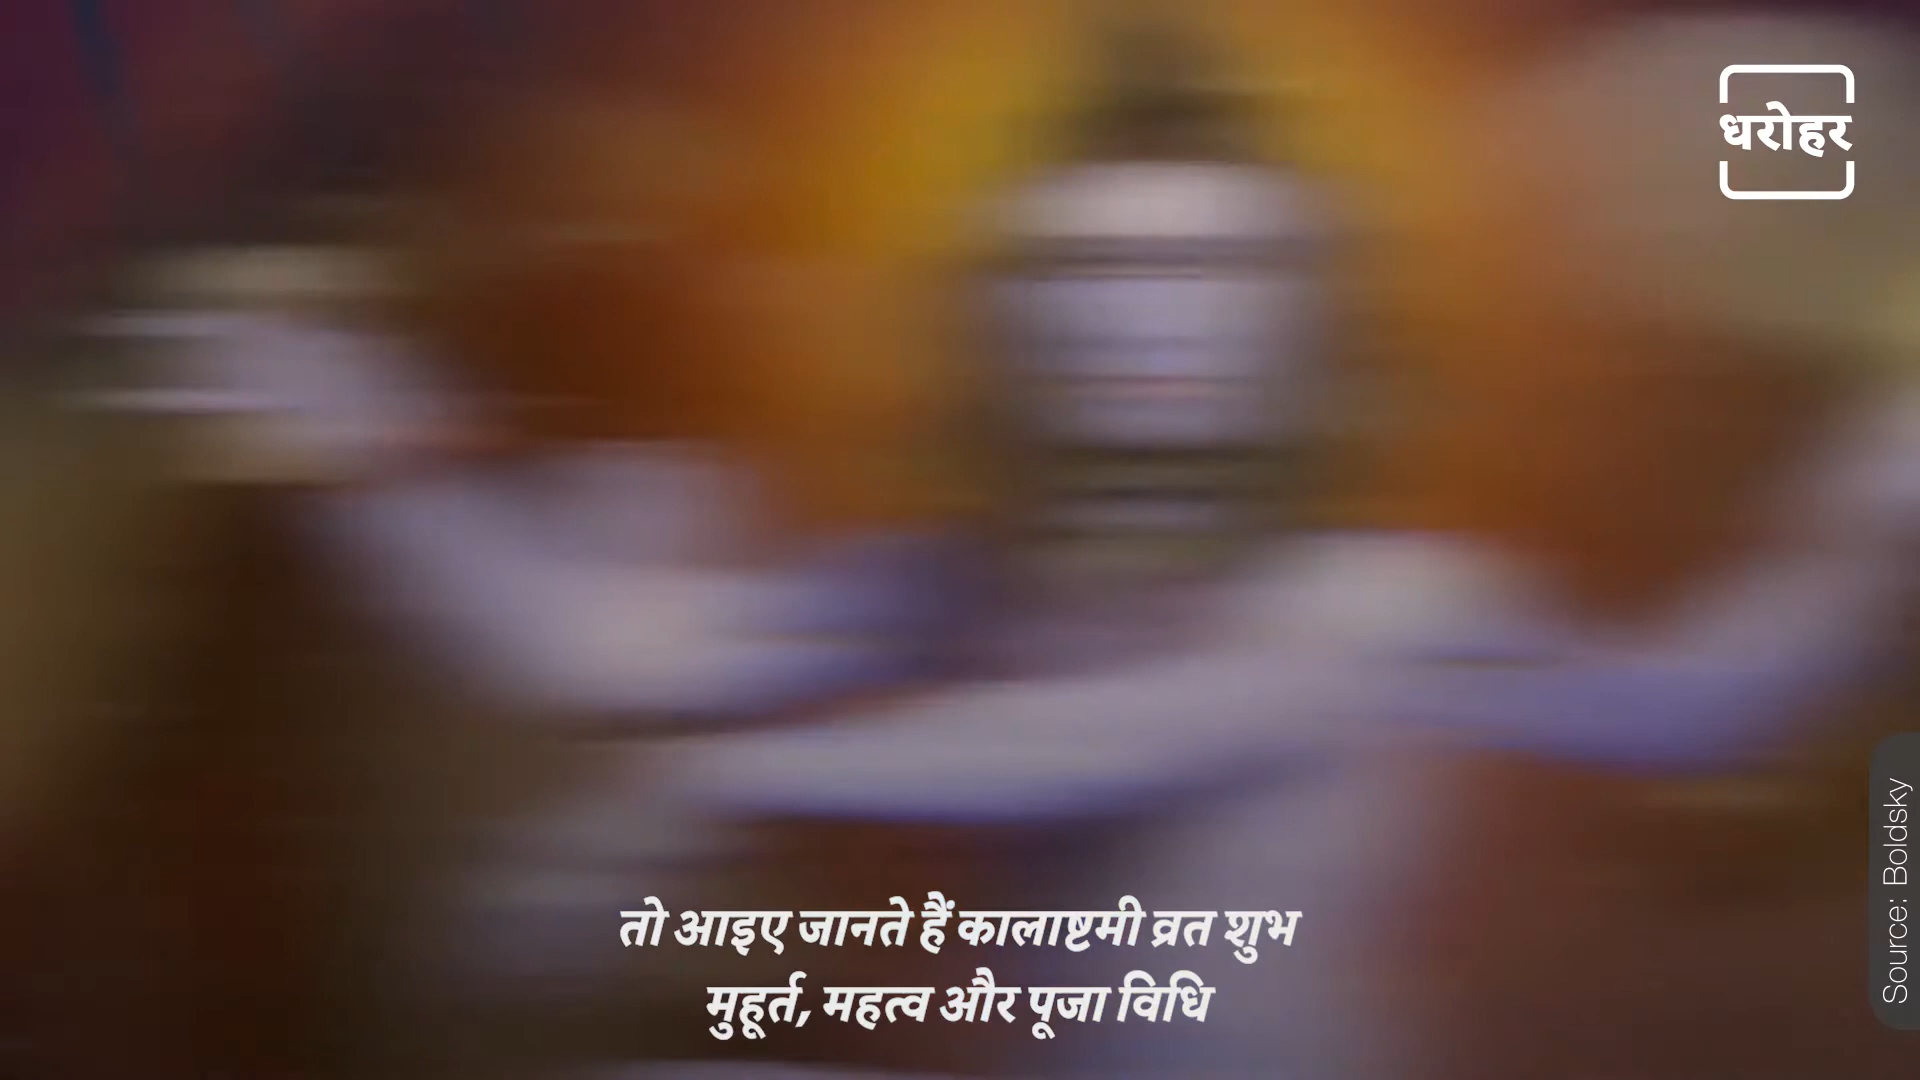 धरोहर
तो आइए जानते हैं कालाष्टमी व्रत शुभ
मुहूर्त, महत्व और पूजा विधि
Source: Boldsky